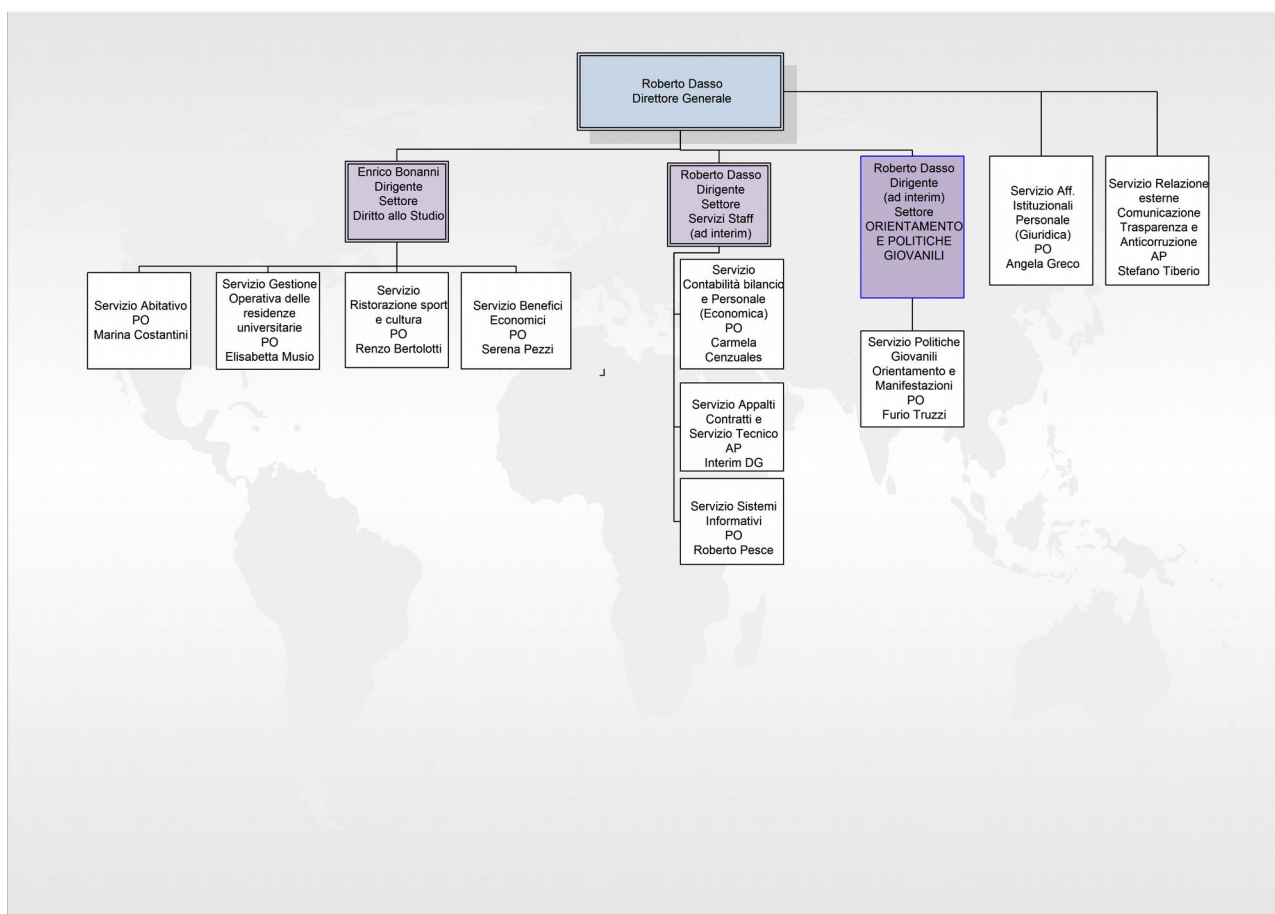 Roberto Dasso
Direttore Generale
Enrico Bonanni
Dirigente
Settore
Diritto allo Studio
Roberto Dasso
Dirigente
Settore
Servizi Staff
(ad interim)
Roberto Dasso
Dirigente
(ad interim)
Settore
ORIENTAMENTO
E POLITICHE
GIOVANILI
Servizio Aff.
Istituzionali
Personale
(Giuridica)
PO
Angela Greco
Servizio Relazione
esterne
Comunicazione
Trasparenza e
Anticorruzione
AP
Stefano Tiberio
Servizio Abitativo
PO
Marina Costantini
Servizio Gestione
Operativa delle
residenze
universitarie
PO
Elisabetta Musio
Servizio
Ristorazione sport
e cultura
PO
Renzo Bertolotti
Servizio Benefici
Economici
PO
Serena Pezzi
Servizio
Contabilità bilancio
e Personale
(Economica)
PO
Carmela
Cenzuales
Servizio Appalti
Contratti e
Servizio Tecnico
AP
Interim DG
Servizio Sistemi
Informativi
PO
Roberto Pesce
Servizio Politiche
Giovanili
Orientamento e
Manifestazioni
PO
Furio Truzzi